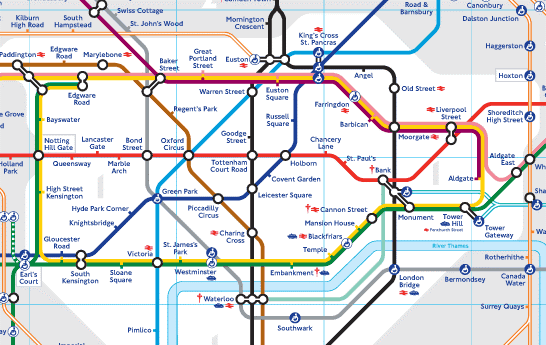 Kilburn High Road
South Hampstead
Swiss Cottage
St. John's Wood
Mornington Crescent
Road & Barnsbury
Canonbury
Dalston Junction
Paddington
Edgware Road
Marylebone
Baker Street
Great Portland Street
Euston
King's Cross St. Pancras
Angel
Haggerston
Hoxton
Edgware Road
Warren Street
Euston Square
Farringdon
Old Street
Liverpool Street
Shoreditch High Street
Regent's Park
Barbican
Moorgate
Bayswater
Russell Square
Goodge Street
Notting Hill Gate
Lancaster Gate
Bond Street
Oxford Circus
Chancery Lane
St. Paul's
Aldgate East
Holland Park
Queensway
Marble Arch
Tottenham Court Road
Holborn
Bank
Aldgate
High Street Kensington
Green Park
Covent Garden
Leicester Square
Hyde Park Corner
Piccadilly Circus
Cannon Street
Monument
Tower Hill
Tower Gateway
Knightsbridge
Mansion House
Charing Cross
Blackfriars
Gloucester Road
Victoria
St. James's Park
Temple
River Thames
Rotherhithe
Earl's Court
South Kensington
Sloane Square
Westminster
Embankment
London Bridge
Bermondsey
Canada Water
Waterloo
Surrey Quays
Pimlico
Southwark